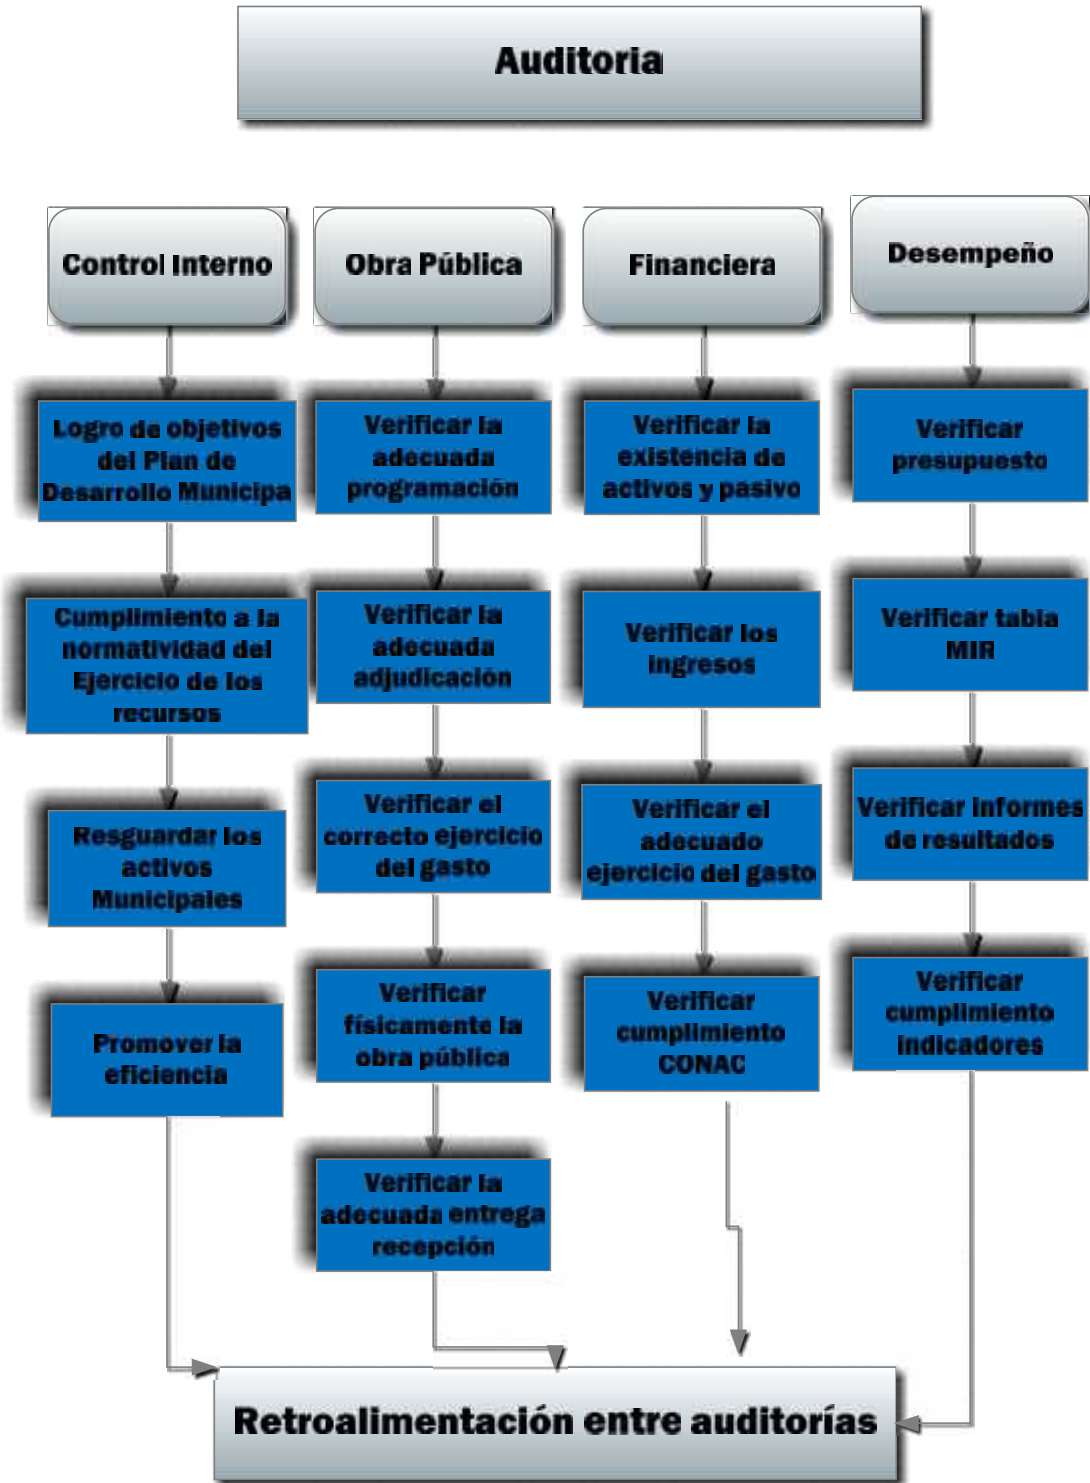 Auditoria
Control Interno
Logro de objetivos
del Plan de
Desarrollo Municipa
Cumplimiento a la
normatividad del
Ejercicio de los
recursos
Resguardar los
activos
Municipales
Promover la
eficiencia
Obra Pública
Verificar la
adecuada
programación
Verificar la
adecuada
adjudicación
Verificar el
correcto ejercicio
del gasto
Verificar
físicamente la
obra pública
Verificar la
adecuada entrega
recepción
Financiera
Verificar la
existencia de
activos y pasivo
Verificar los
ingresos
Verificar el
adecuado
ejercicio del gasto
Verificar
cumplimiento
CONAC
Desempeño
Verificar
presupuesto
Verificar tabla
MIR
Verificar informes
de resultados
Verificar
cumplimiento
indicadores
Retroalimentación entre auditorías